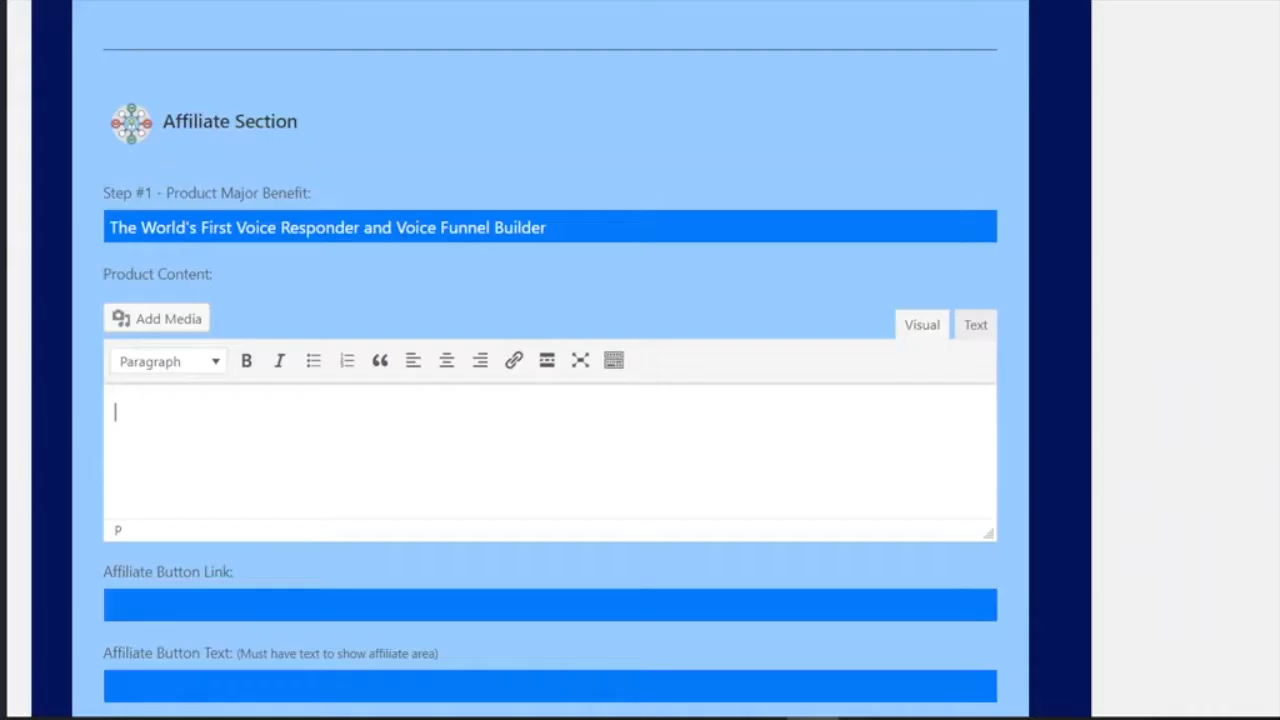 Affiliate Section
Step #1 - Product Major Benefit:
The World's First Voice Responder and Voice Funnel Builder
Product Content:
Add Media
Visual Text
Paragraph B I
P
Affiliate Button Link:
Affiliate Button Text: (Must have text to show affiliate area)